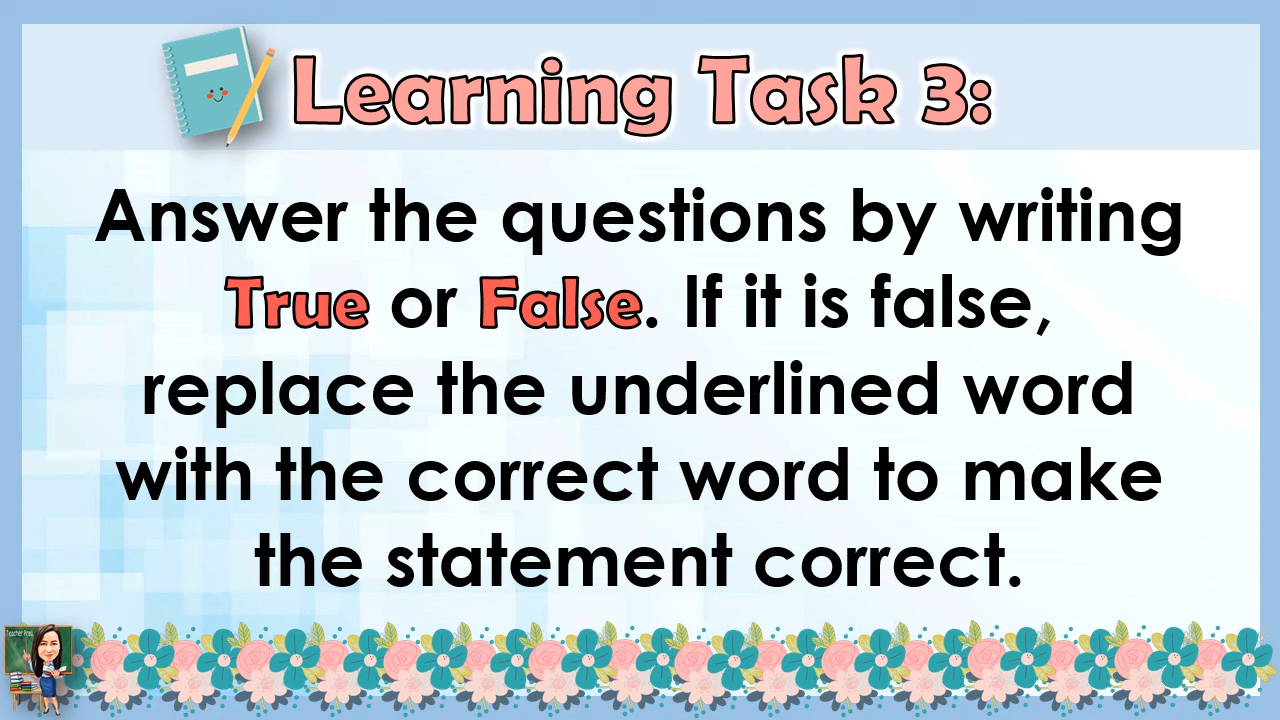 Learning Task 3:
Answer the questions by writing
True or False. If it is false,
replace the underlined word
with the correct word to make
the statement correct.